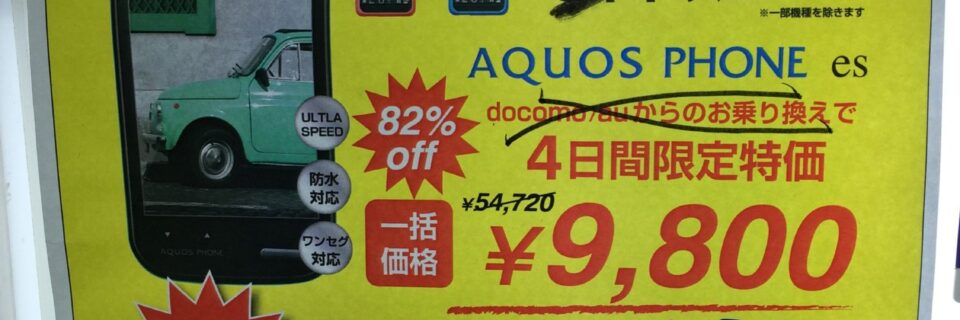 ※一部機種を除きます
AQUOS PHONE es
docomo/auからのお乗り換えで
4日間限定特価
ULTLA
SPEED
82%
off
防水
対応
ワンセグ
対応
AQUOS PHONE
一括
価格
¥54,720
¥9,800